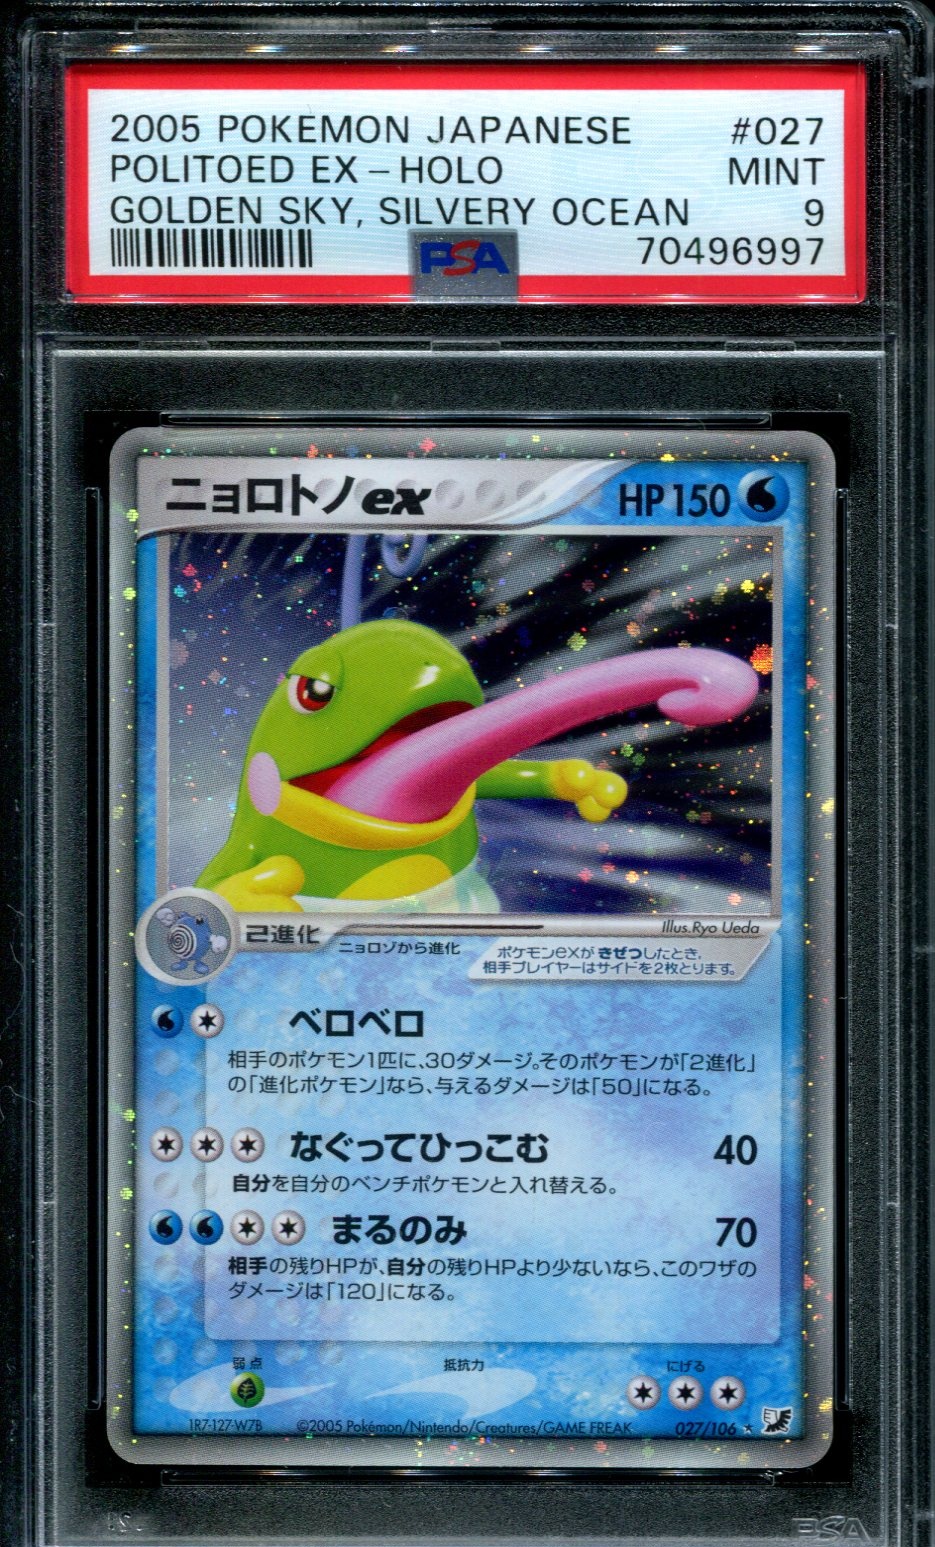 2005 POKEMON JAPANESE #027
POLITOED EX – HOLO MINT
GOLDEN SKY, SILVERY OCEAN 9
PSA 70496997
ニョロトノex HP150
Illus.Ryo Ueda
2進化 ニョロゾから進化
ポケモンexが きぜつしたとき、
相手プレイヤーはサイドを2枚とります。
ベロベロ
相手のポケモン1匹に、30ダメージ。そのポケモンが「2進化」
の「進化ポケモン」なら、与えるダメージは「50」になる。
なぐってひっこむ 40
自分を自分のベンチポケモンと入れ替える。
まるのみ 70
相手の残りHPが、自分の残りHPより少ないなら、このワザの
ダメージは「120」になる。
弱点 抵抗力 にげる
1R7-127-W7B ©2005 Pokémon/Nintendo/Creatures/GAME FREAK 027/106 ★
PSA